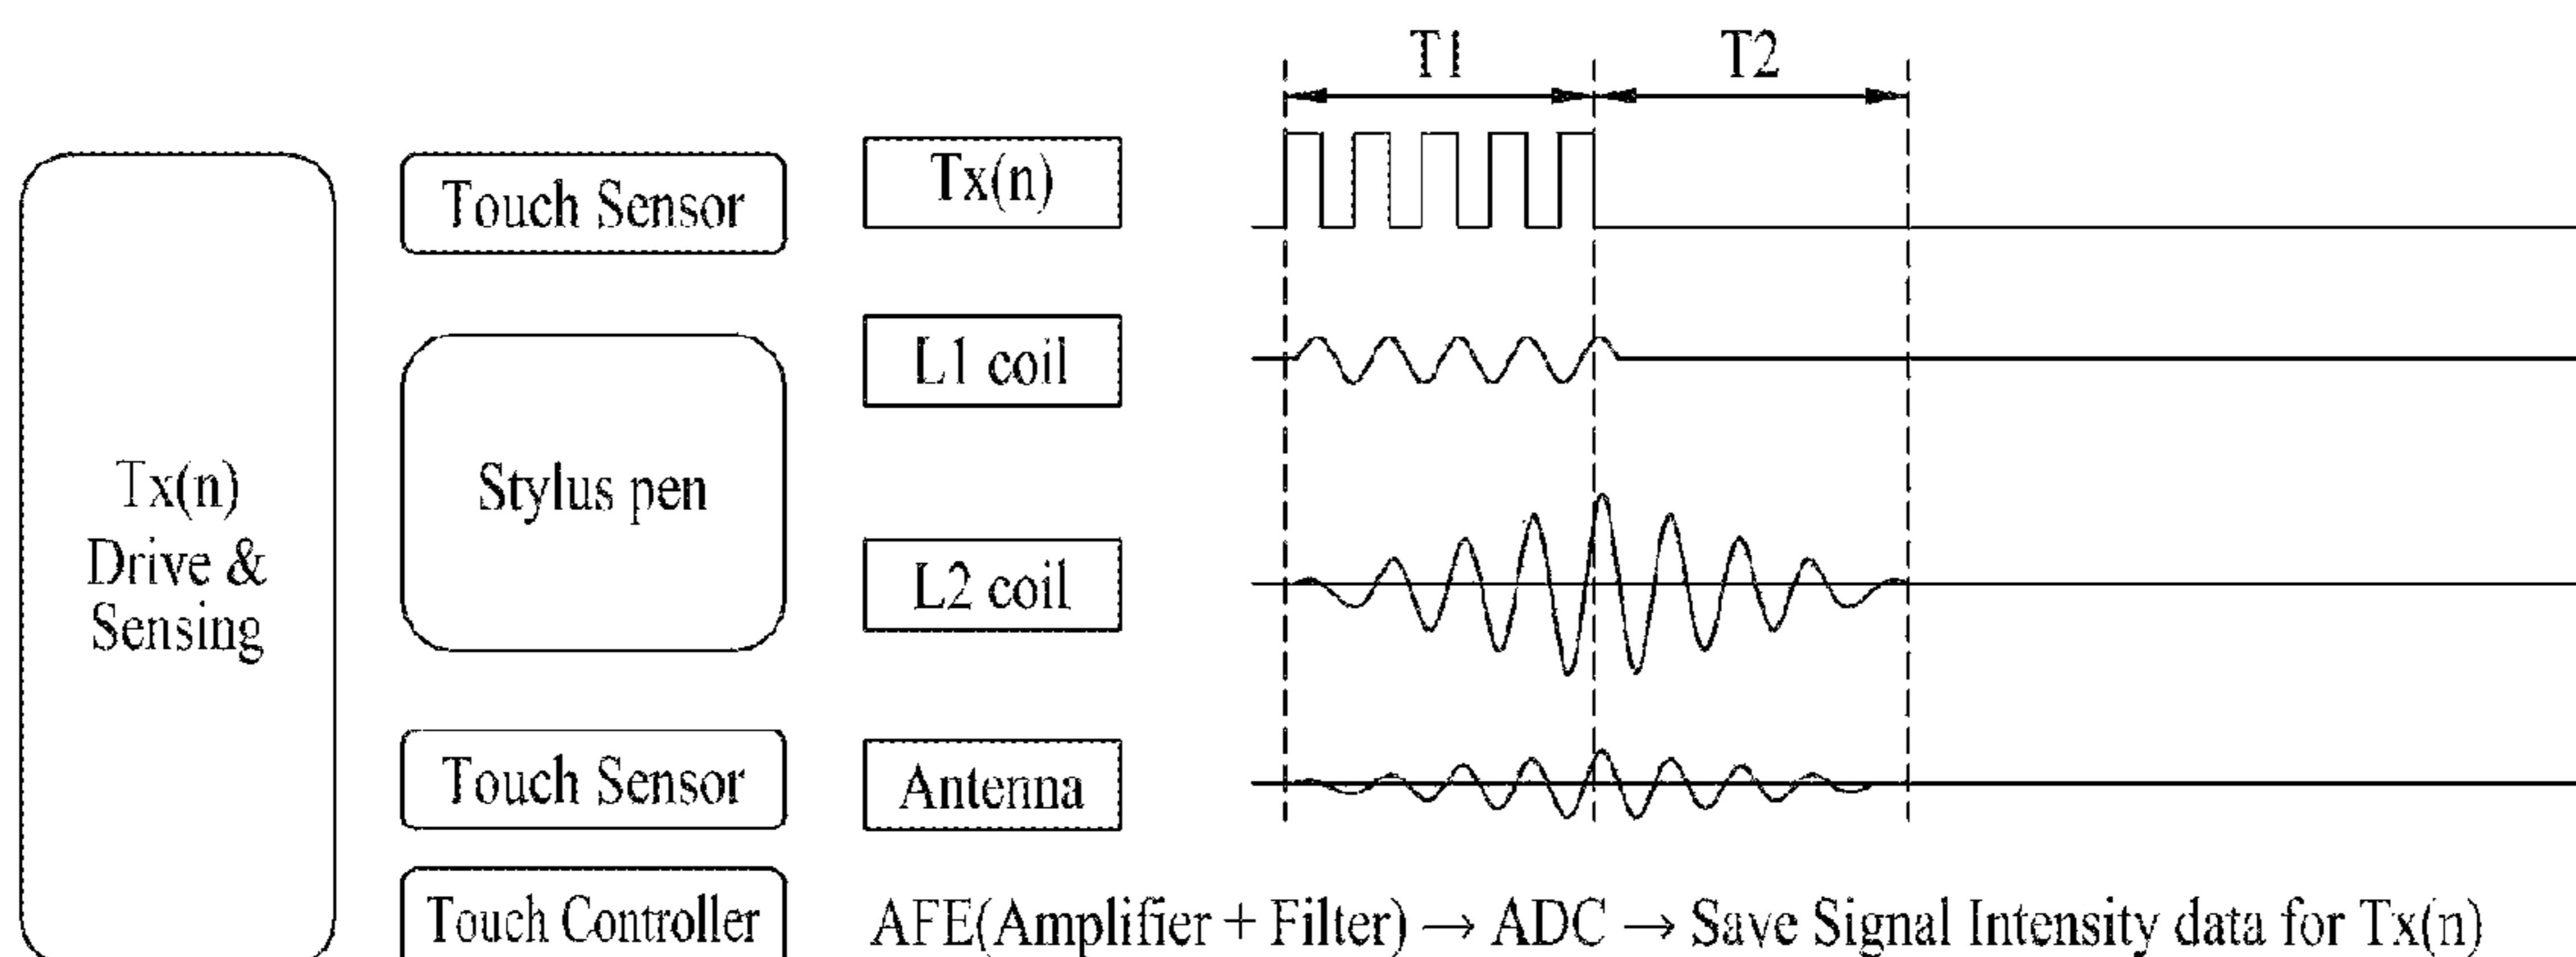 T1
T2
Touch Sensor
Tx(n)
L1 coil
Tx(n)
Drive &
Sensing
Stylus pen
L2 coil
Touch Sensor
Antenna
Touch Controller
AFE(Amplifier + Filter) → ADC → Save Signal Intensity data for Tx(n)